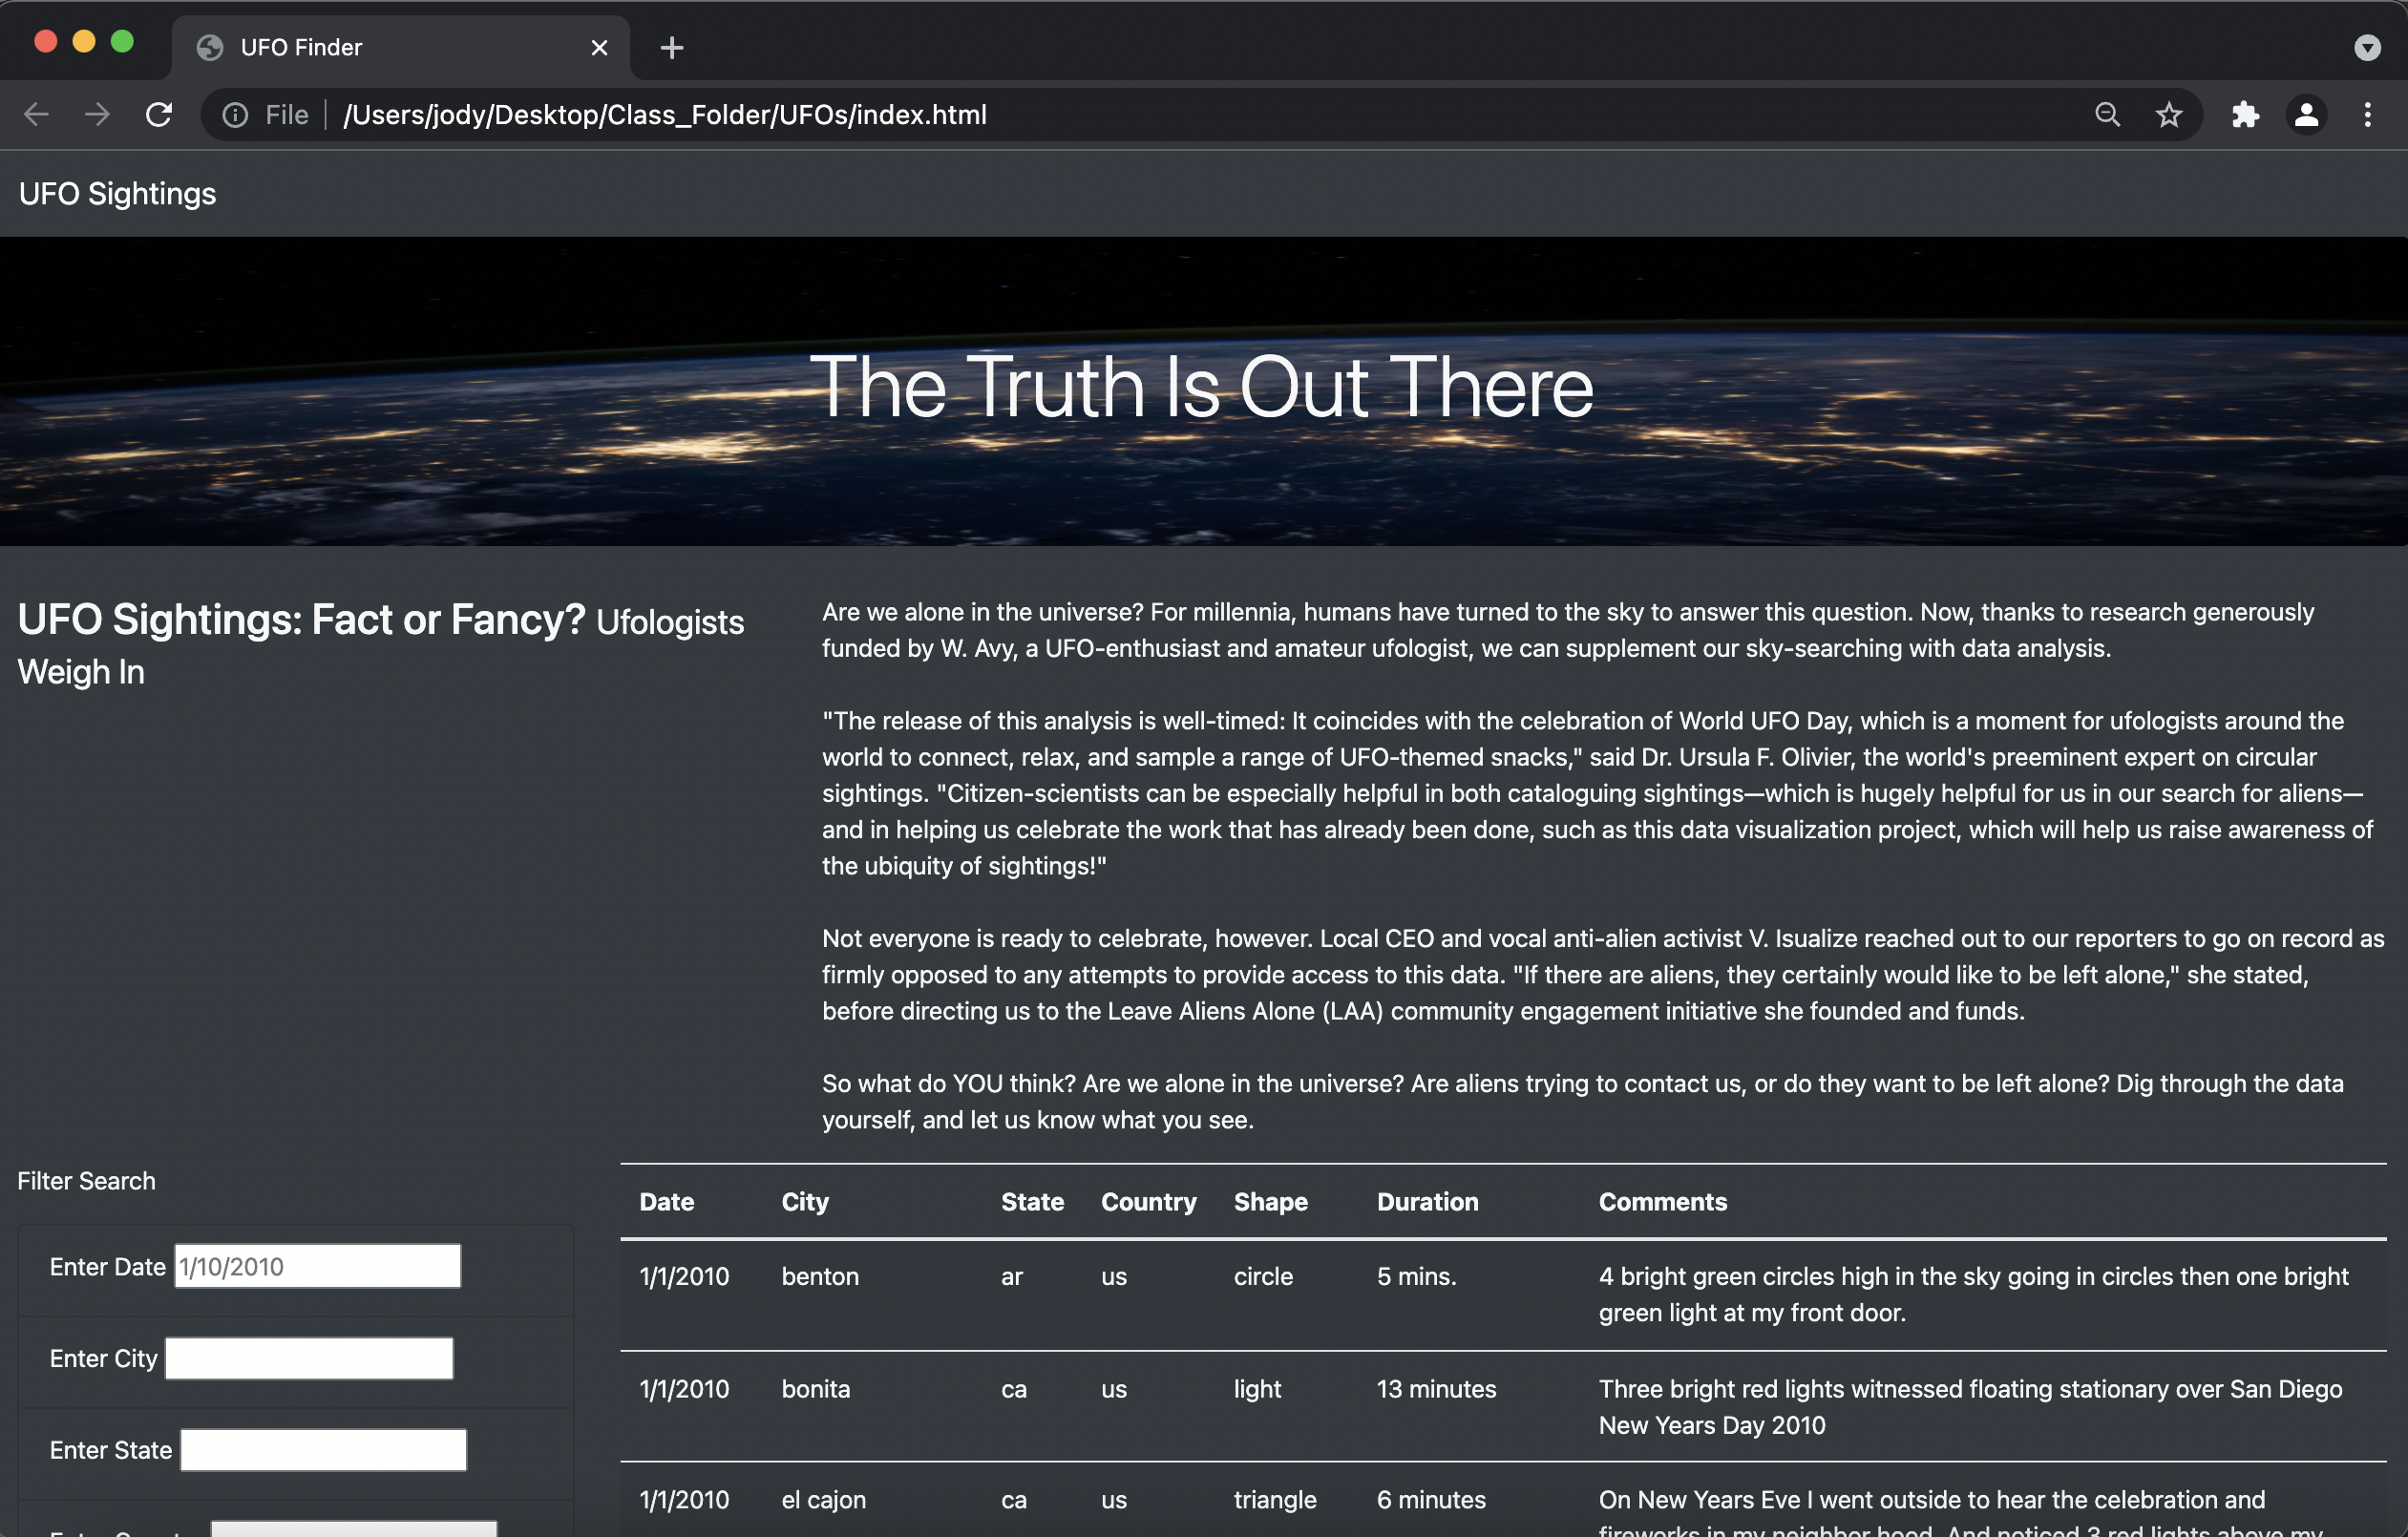 UFO Finder
File | /Users/jody/Desktop/Class_Folder/UFOs/index.html
UFO Sightings
The Truth Is Out There
UFO Sightings: Fact or Fancy? Ufologists
Weigh In
Are we alone in the universe? For millennia, humans have turned to the sky to answer this question. Now, thanks to research generously
funded by W. Avy, a UFO-enthusiast and amateur ufologist, we can supplement our sky-searching with data analysis.
"The release of this analysis is well-timed: It coincides with the celebration of World UFO Day, which is a moment for ufologists around the
world to connect, relax, and sample a range of UFO-themed snacks," said Dr. Ursula F. Olivier, the world's preeminent expert on circular
sightings. "Citizen-scientists can be especially helpful in both cataloguing sightings—which is hugely helpful for us in our search for aliens—
and in helping us celebrate the work that has already been done, such as this data visualization project, which will help us raise awareness of
the ubiquity of sightings!"
Not everyone is ready to celebrate, however. Local CEO and vocal anti-alien activist V. Isualize reached out to our reporters to go on record as
firmly opposed to any attempts to provide access to this data. "If there are aliens, they certainly would like to be left alone," she stated,
before directing us to the Leave Aliens Alone (LAA) community engagement initiative she founded and funds.
So what do YOU think? Are we alone in the universe? Are aliens trying to contact us, or do they want to be left alone? Dig through the data
yourself, and let us know what you see.
Filter Search
Enter Date 1/10/2010
Enter City
Enter State
Date City State Country Shape Duration Comments
1/1/2010 benton ar us circle 5 mins. 4 bright green circles high in the sky going in circles then one bright
green light at my front door.
1/1/2010 bonita ca us light 13 minutes Three bright red lights witnessed floating stationary over San Diego
New Years Day 2010
1/1/2010 el cajon ca us triangle 6 minutes On New Years Eve I went outside to hear the celebration and
fireworks in my neighbor hood. And noticed 3 red lights above my